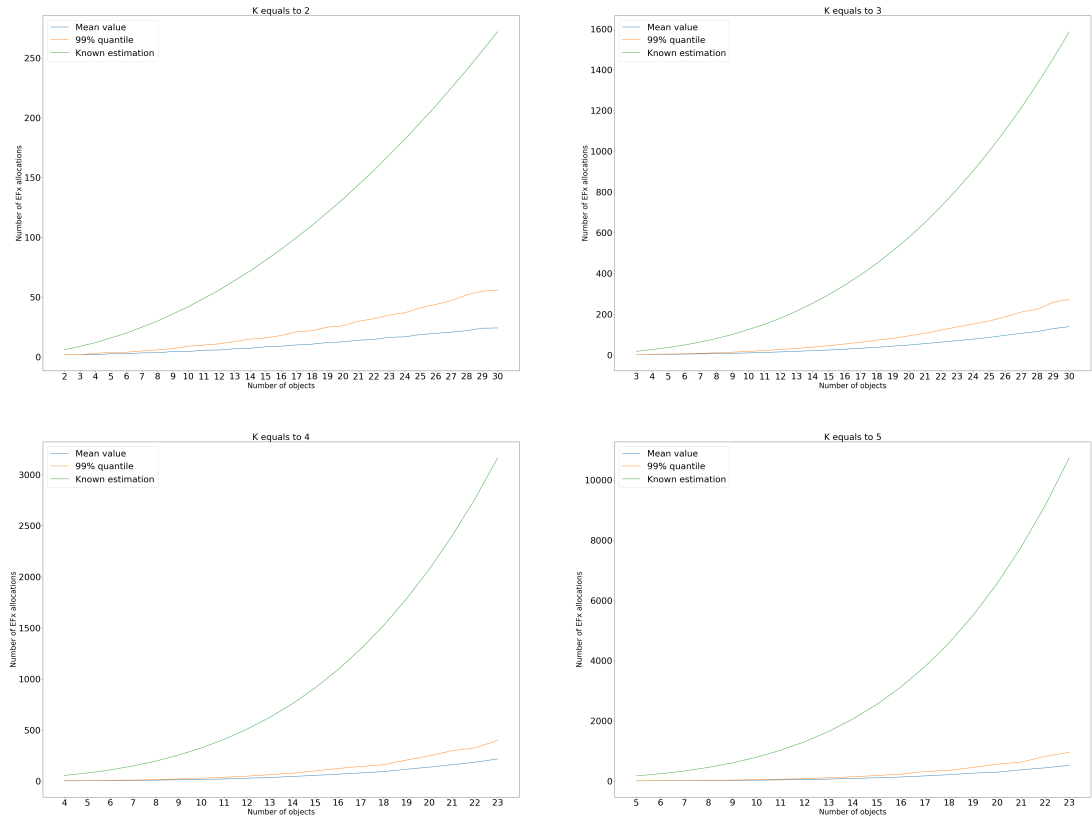 K equals to 2
Mean value
99% quantile
Known estimation
Number of EFx allocations
250
200
150
100
50
0
2 3 4 5 6 7 8 9 10 11 12 13 14 15 16 17 18 19 20 21 22 23 24 25 26 27 28 29 30
Number of objects
K equals to 3
Mean value
99% quantile
Known estimation
Number of EFx allocations
1600
1400
1200
1000
800
600
400
200
0
3 4 5 6 7 8 9 10 11 12 13 14 15 16 17 18 19 20 21 22 23 24 25 26 27 28 29 30
Number of objects
K equals to 4
Mean value
99% quantile
Known estimation
Number of EFx allocations
3000
2500
2000
1500
1000
500
0
4 5 6 7 8 9 10 11 12 13 14 15 16 17 18 19 20 21 22 23
Number of objects
K equals to 5
Mean value
99% quantile
Known estimation
Number of EFx allocations
10000
8000
6000
4000
2000
0
5 6 7 8 9 10 11 12 13 14 15 16 17 18 19 20 21 22 23
Number of objects